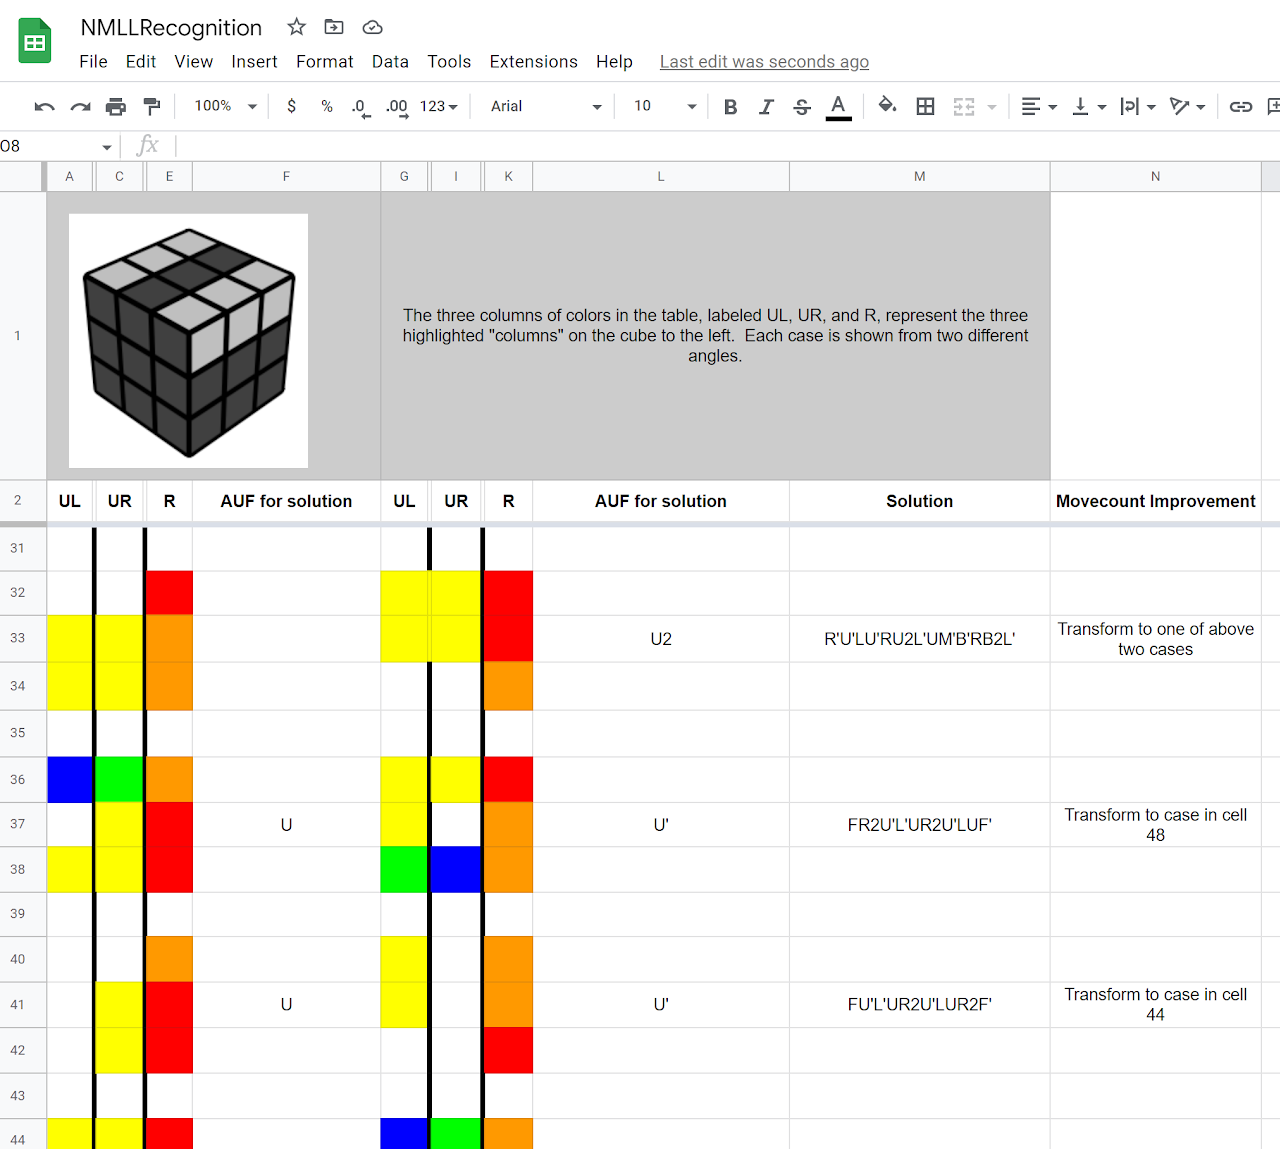 NMLLRecognition
File Edit View Insert Format Data Tools Extensions Help Last edit was seconds ago
100% $ % .0 .00 123 Arial 10 B I S A
O8 fx
A C E F G I K L M N
1
The three columns of colors in the table, labeled UL, UR, and R, represent the three
highlighted "columns" on the cube to the left. Each case is shown from two different
angles.
2 UL UR R AUF for solution UL UR R AUF for solution Solution Movecount Improvement
31
32
33 U2 R'U'LU'RU2L'UM'B'RB2L' Transform to one of above
two cases
34
35
36
37 U U' FR2U'L'UR2U'LUF' Transform to case in cell
48
38
39
40
41 U U' FU'L'UR2U'LUR2F' Transform to case in cell
44
42
43
44